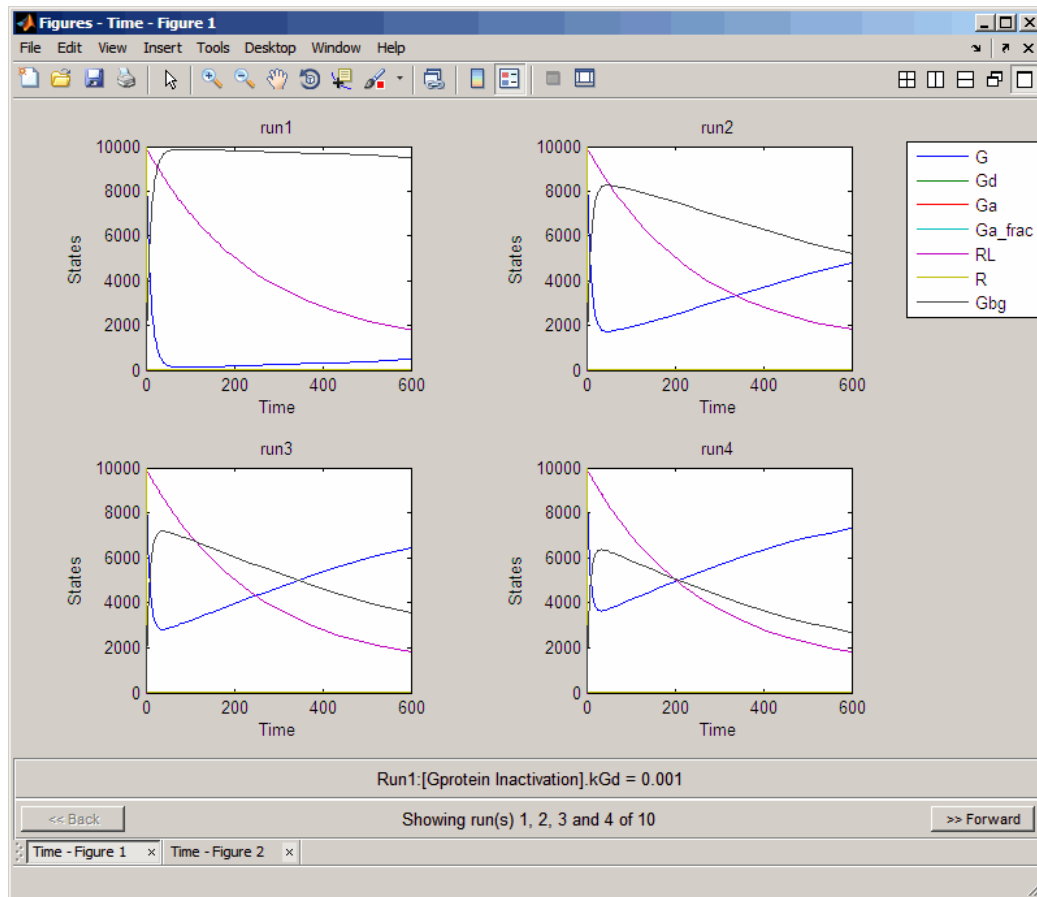 Figures - Time - Figure 1
File Edit View Insert Tools Desktop Window Help
run1
10000
8000
6000
4000
2000
0
States
0 200 400 600
Time
run2
10000
8000
6000
4000
2000
0
States
0 200 400 600
Time
G
Gd
Ga
Ga_frac
RL
R
Gbg
run3
10000
8000
6000
4000
2000
0
States
0 200 400 600
Time
run4
10000
8000
6000
4000
2000
0
States
0 200 400 600
Time
Run1:[Gprotein Inactivation].kGd = 0.001
<< Back
Showing run(s) 1, 2, 3 and 4 of 10
>> Forward
Time - Figure 1 × Time - Figure 2 ×